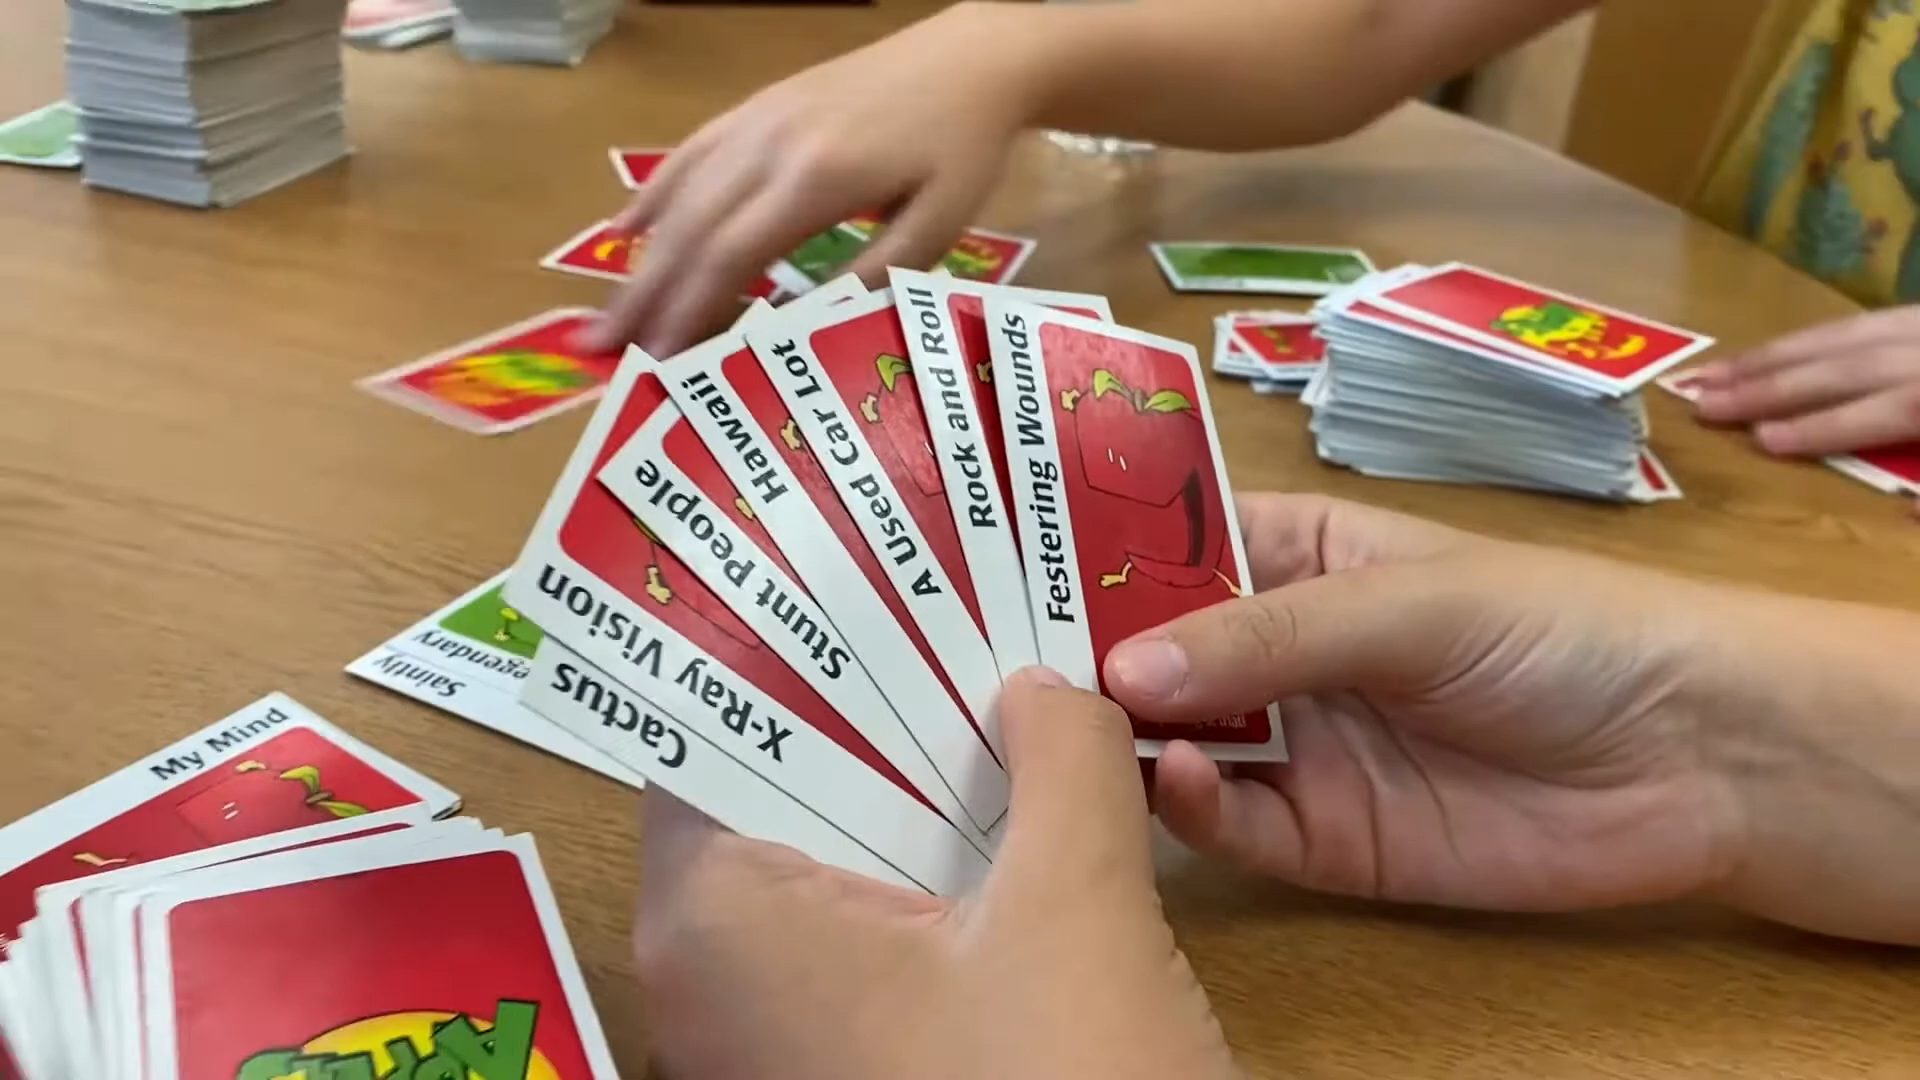 Festering Wounds
Rock and Roll
A Used Car Lot
Hawaii
Stunt People
X-Ray Vision
Cactus
Saintly
My Mind